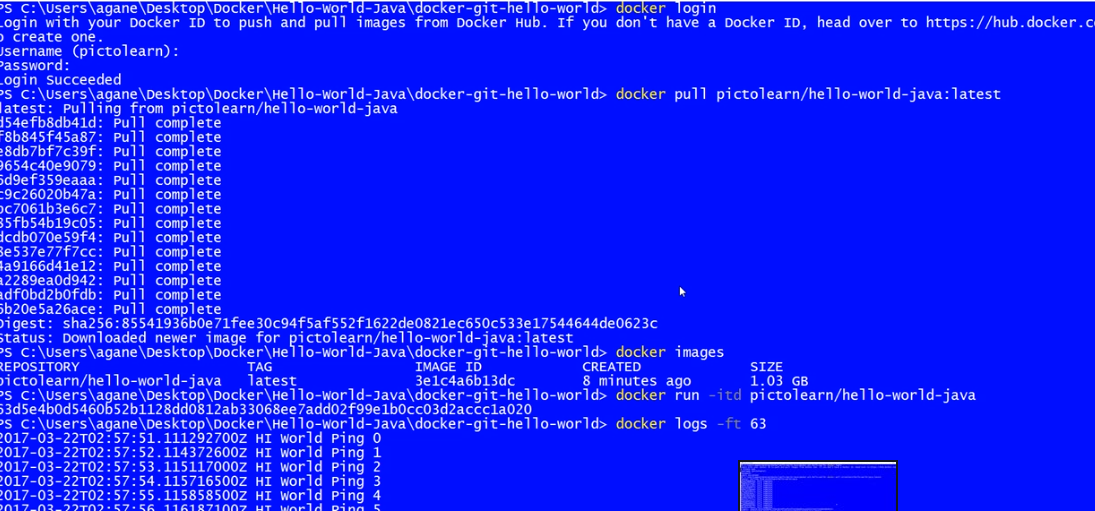 PS C:\Users\agane\Desktop\Docker\Hello-World-Java\docker-git-hello-world> docker login
Login with your Docker ID to push and pull images from Docker Hub. If you don't have a Docker ID, head over to https://hub.docker.c
o create one.
Username (pictolearn):
Password:
Login Succeeded
PS C:\Users\agane\Desktop\Docker\Hello-World-Java\docker-git-hello-world> docker pull pictolearn/hello-world-java:latest
latest: Pulling from pictolearn/hello-world-java
d54efb8db41d: Pull complete
f8b845f45a87: Pull complete
e8db7bf7c39f: Pull complete
9654c40e9079: Pull complete
6d9ef359eaaa: Pull complete
c9c26020b47a: Pull complete
bc7061b3e6c7: Pull complete
85fb54b19c05: Pull complete
dcdb070e59f4: Pull complete
8e537e77f7cc: Pull complete
4a9166d41e12: Pull complete
a2289ea0d942: Pull complete
adf0bd2b0fdb: Pull complete
6b20e5a26ace: Pull complete
Digest: sha256:85541936b0e71fee30c94f5af552f1622de0821ec650c533e17544644de0623c
Status: Downloaded newer image for pictolearn/hello-world-java:latest
PS C:\Users\agane\Desktop\Docker\Hello-World-Java\docker-git-hello-world> docker images
REPOSITORY TAG IMAGE ID CREATED SIZE
pictolearn/hello-world-java latest 3e1c4a6b13dc 8 minutes ago 1.03 GB
PS C:\Users\agane\Desktop\Docker\Hello-World-Java\docker-git-hello-world> docker run -itd pictolearn/hello-world-java
63d5e4b0d5460b52b1128dd0812ab33068ee7add02f99e1b0cc03d2accc1a020
PS C:\Users\agane\Desktop\Docker\Hello-World-Java\docker-git-hello-world> docker logs -ft 63
2017-03-22T02:57:51.111292700Z HI World Ping 0
2017-03-22T02:57:52.114372600Z HI World Ping 1
2017-03-22T02:57:53.115117000Z HI World Ping 2
2017-03-22T02:57:54.115716500Z HI World Ping 3
2017-03-22T02:57:55.115858500Z HI World Ping 4
2017-03-22T02:57:56.116187100Z HI World Ping 5